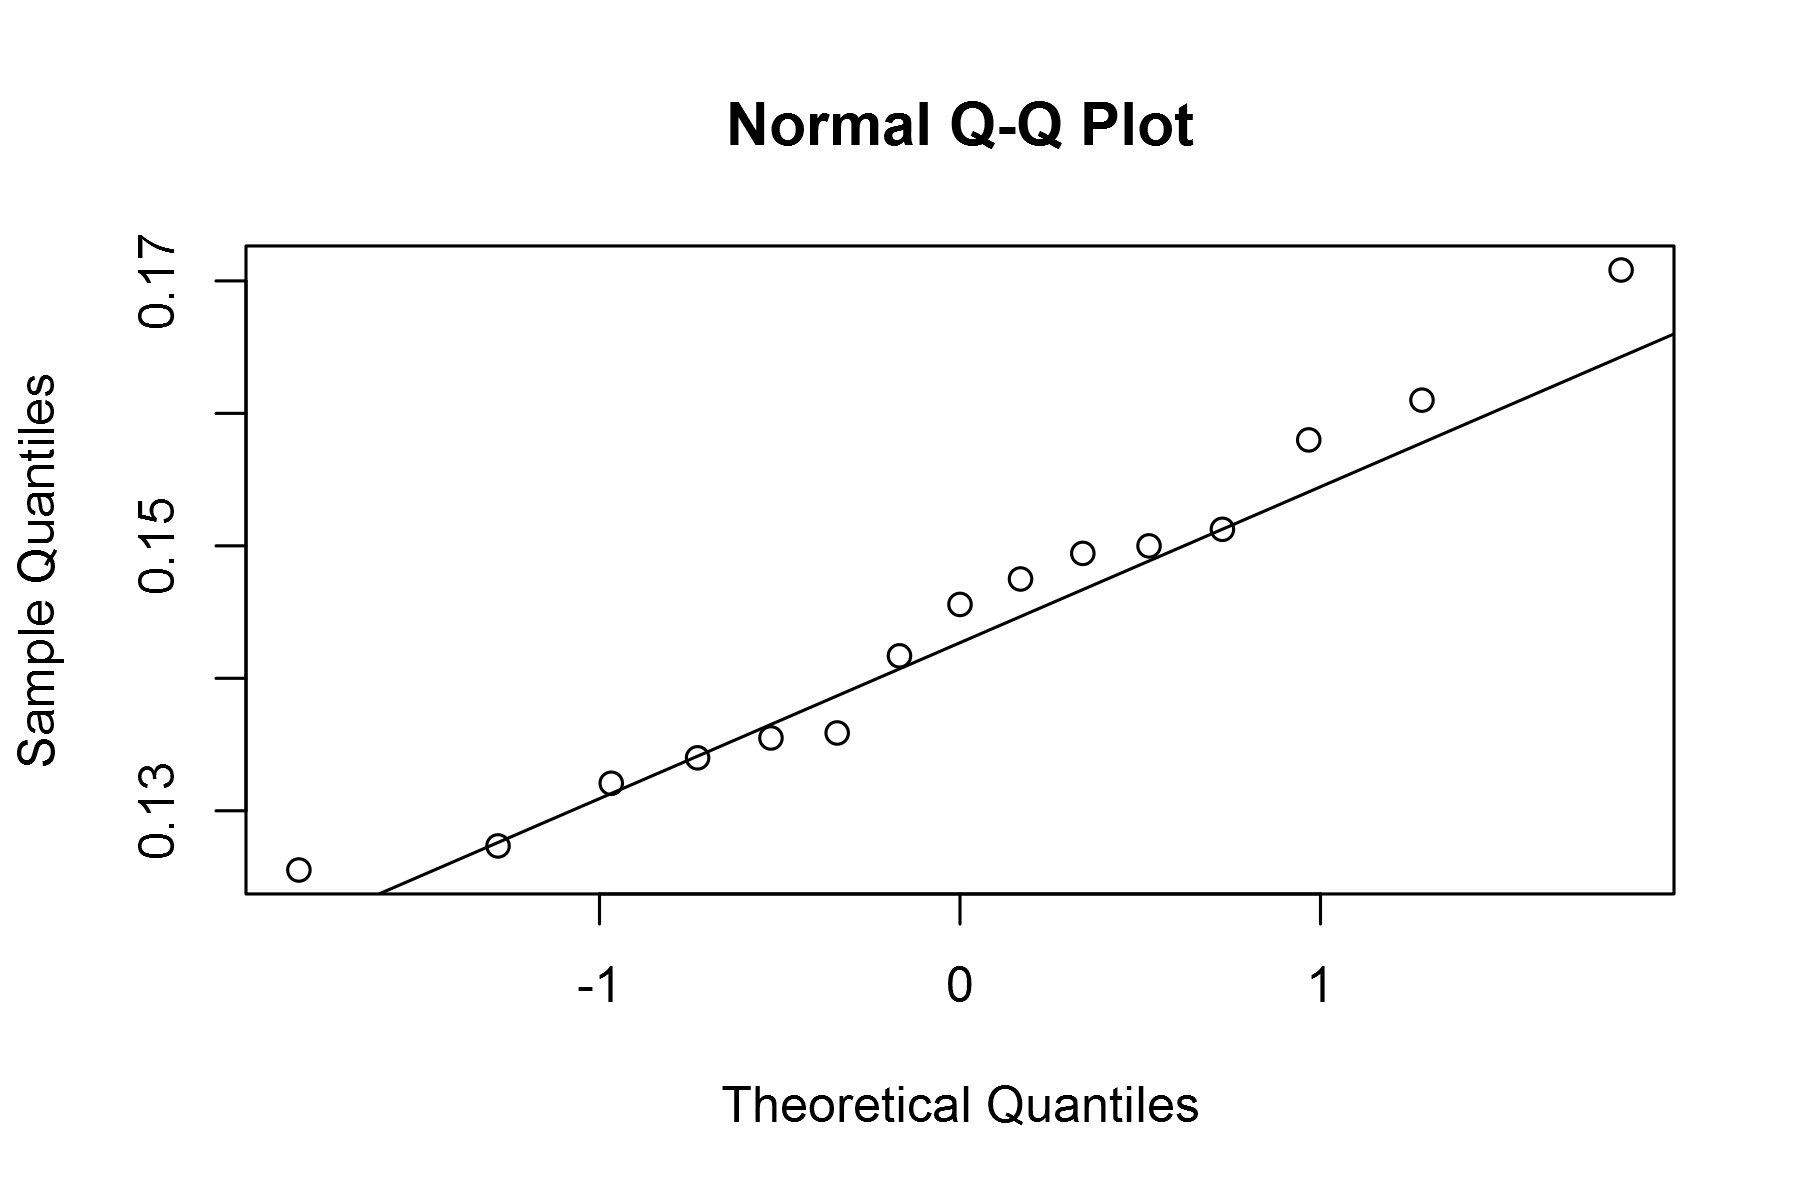 Normal Q-Q Plot
Sample Quantiles
0.17
0.15
0.13
-1 0 1
Theoretical Quantiles